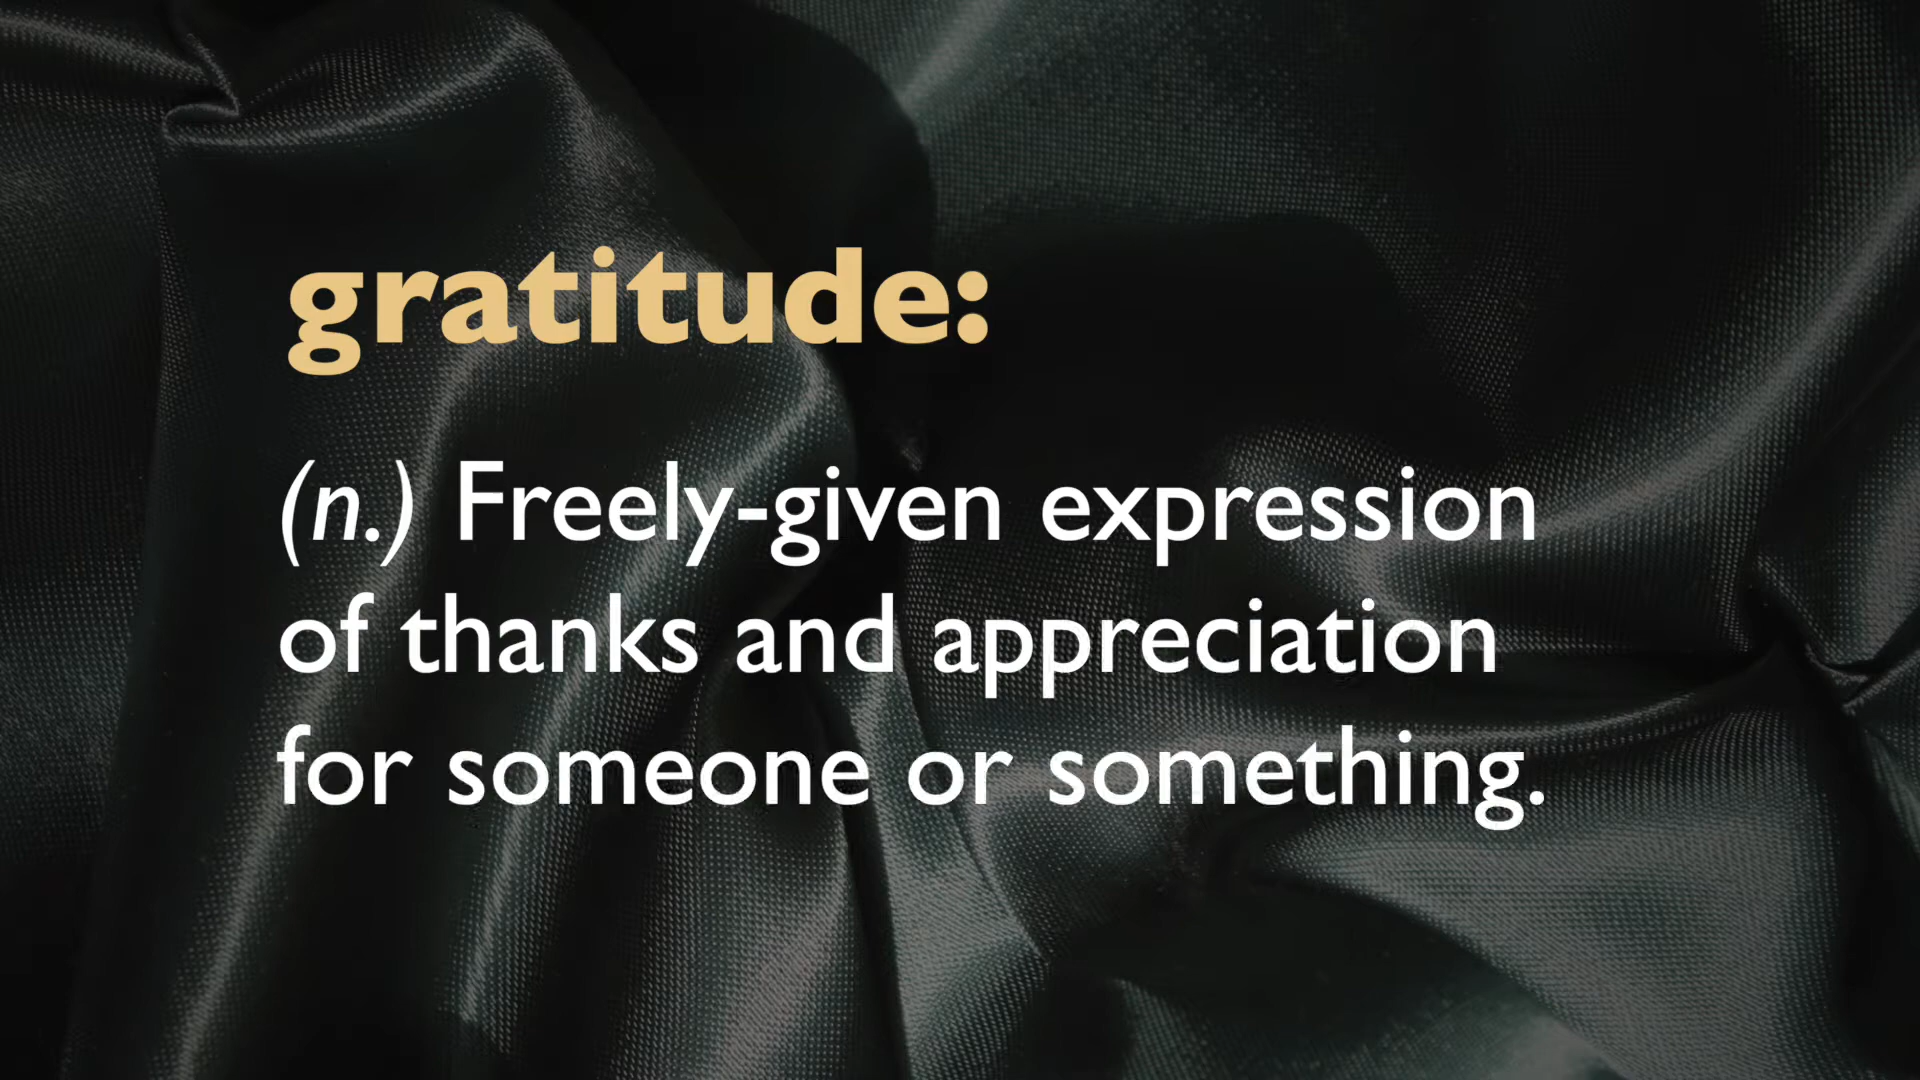 gratitude:
(n.) Freely-given expression
of thanks and appreciation
for someone or something.